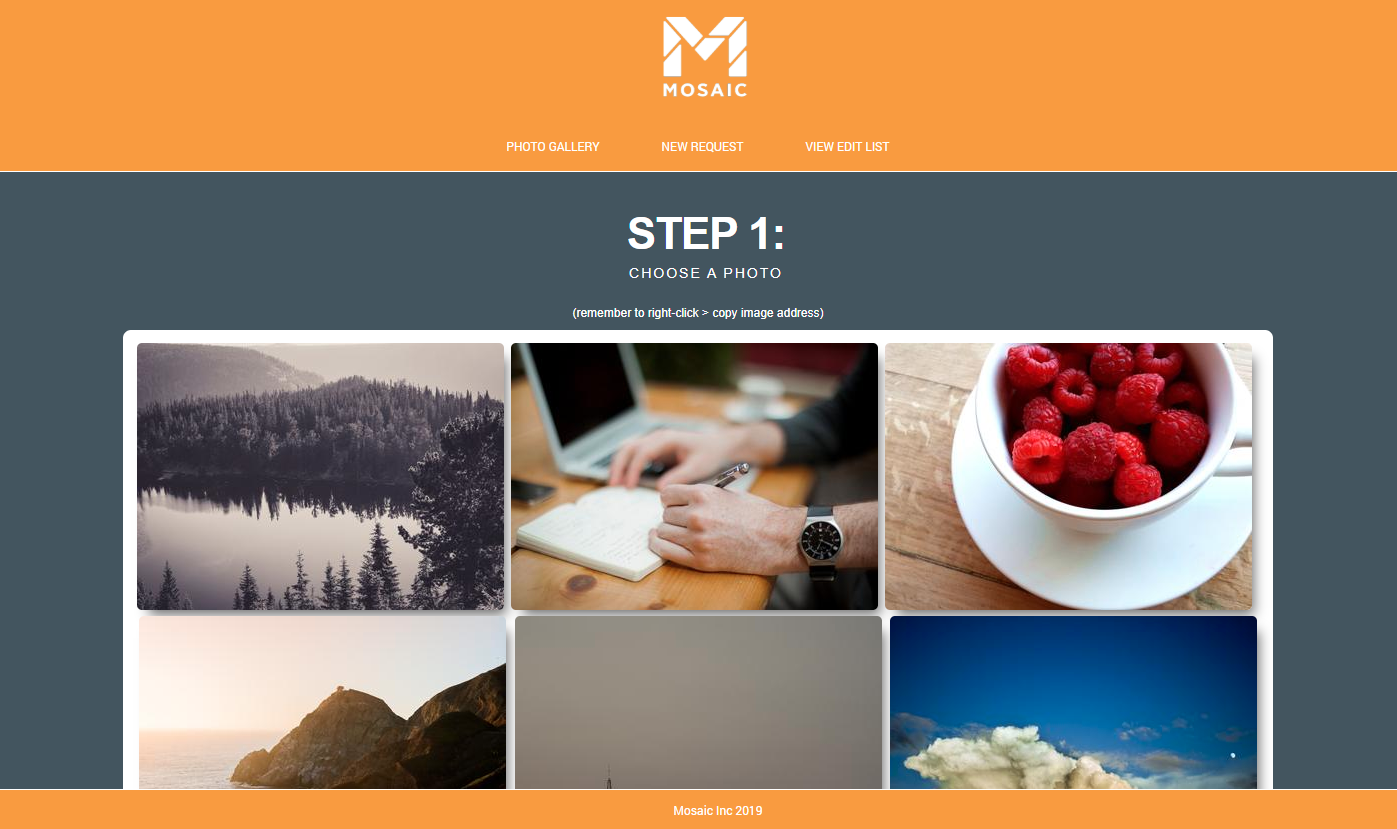 MOSAIC
PHOTO GALLERY NEW REQUEST VIEW EDIT LIST
STEP 1:
CHOOSE A PHOTO
(remember to right-click > copy image address)
Mosaic Inc 2019